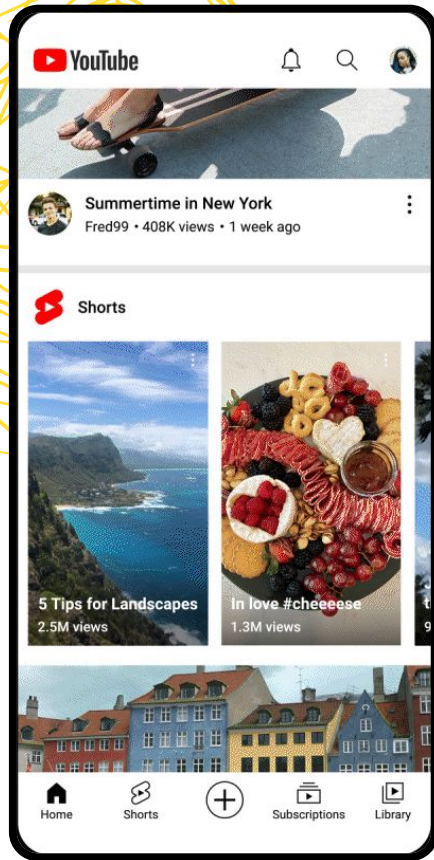 YouTube
Summertime in New York
Fred99 • 408K views • 1 week ago
Shorts
5 Tips for Landscapes
2.5M views
In love #cheeeese
1.3M views
Home
Shorts
Subscriptions
Library